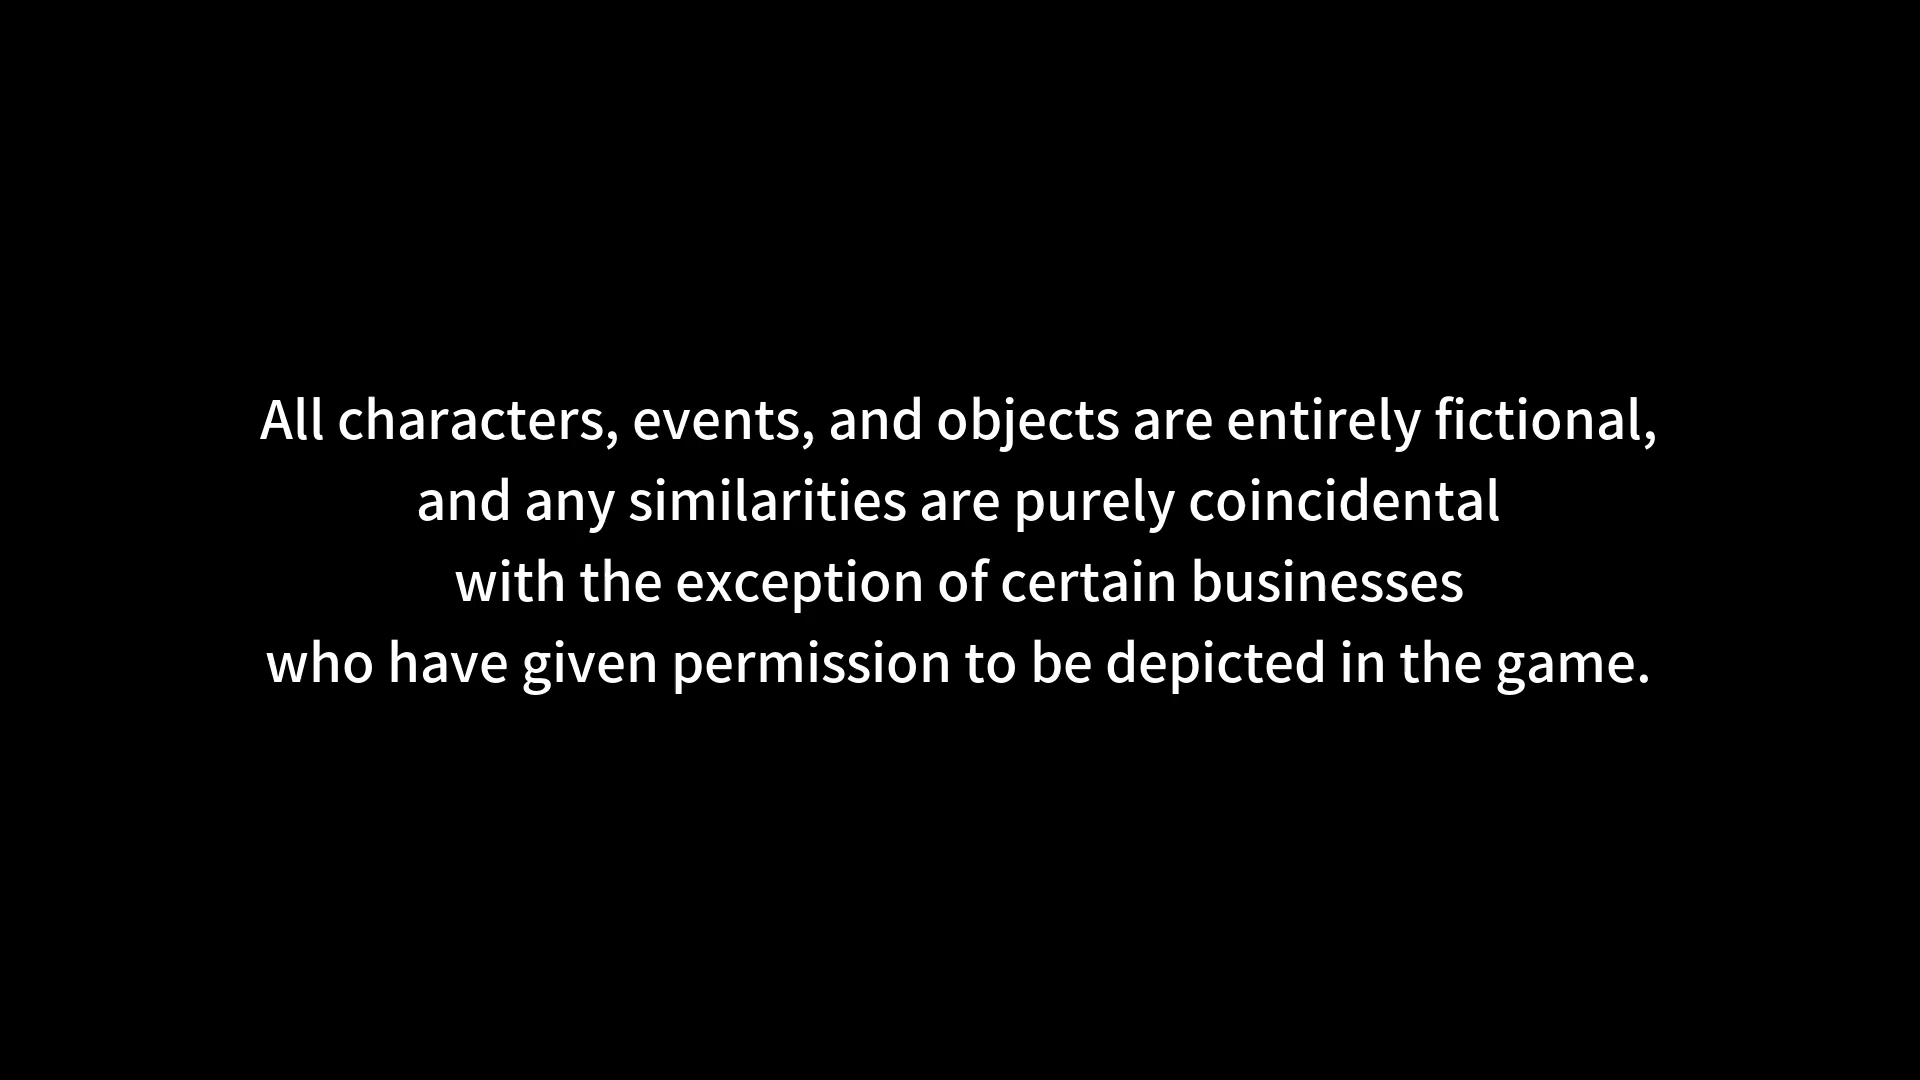 All characters, events, and objects are entirely fictional,
and any similarities are purely coincidental
with the exception of certain businesses
who have given permission to be depicted in the game.